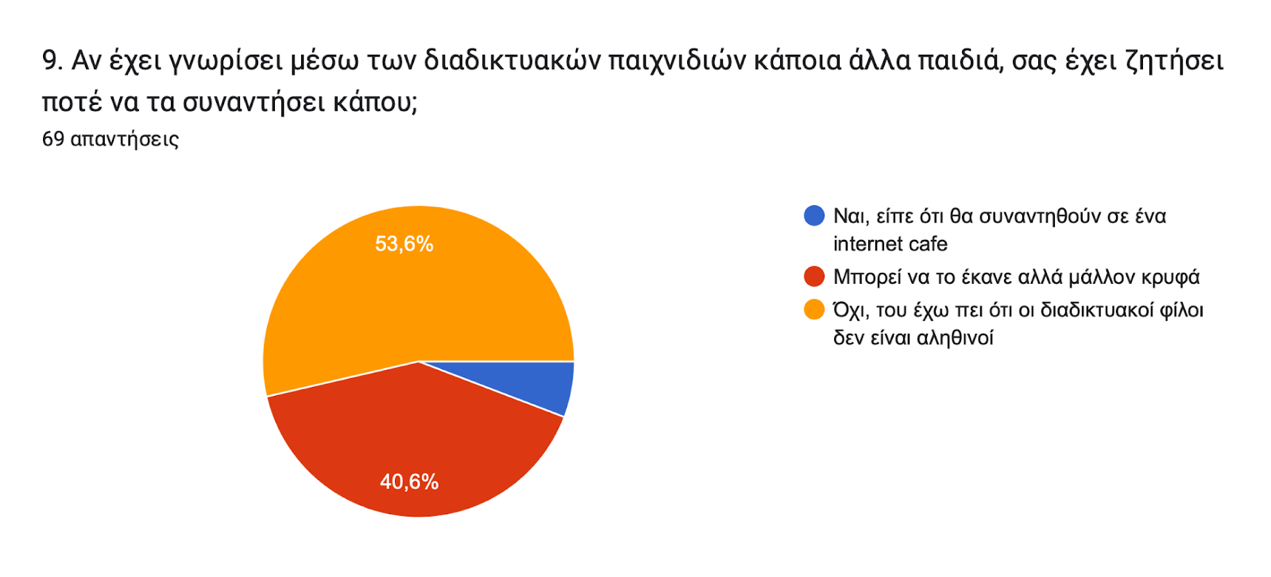 9. Αν έχει γνωρίσει μέσω των διαδικτυακών παιχνιδιών κάποια άλλα παιδιά, σας έχει ζητήσει
ποτέ να τα συναντήσει κάπου;
69 απαντήσεις
53,6%
40,6%
Ναι, είπε ότι θα συναντηθούν σε ένα
internet cafe
Μπορεί να το έκανε αλλά μάλλον κρυφά
Όχι, του έχω πει ότι οι διαδικτυακοί φίλοι
δεν είναι αληθινοί